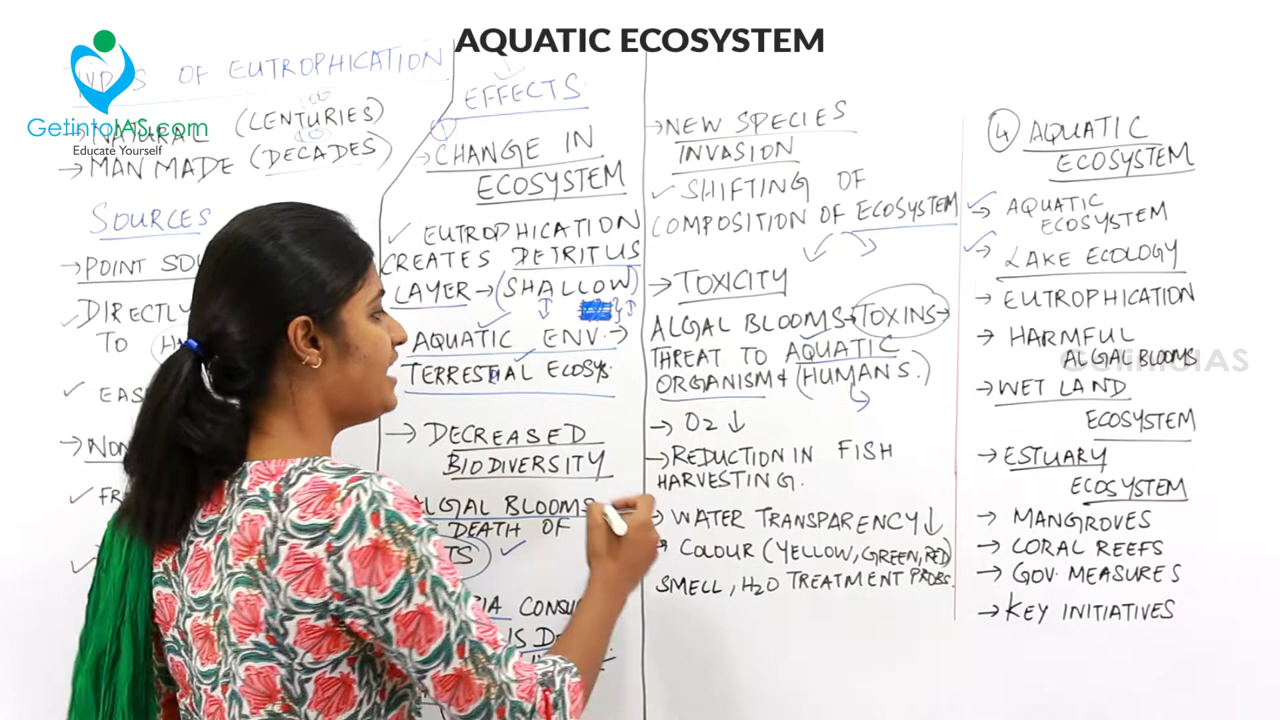 AQUATIC ECOSYSTEM
GetintoIAS.com
Educate Yourself
OF EUTROPHICATION
→ NATURAL (CENTURIES)
→ MAN MADE (DECADES)
SOURCES
→ POINT
DIRECTLY
TO
EFFECTS
→ CHANGE IN
ECOSYSTEM
✓ EUTROPHICATION
CREATES DETRITUS
LAYER → (SHALLOW)
AQUATIC ENV. →
TERRESTIAL ECOSYS.
→ DECREASED
BIODIVERSITY
ALGAL BLOOMS
DEATH OF
→ NEW SPECIES
INVASION
✓ SHIFTING OF
COMPOSITION OF ECOSYSTEM
→ TOXICITY
ALGAL BLOOMS → TOXINS →
THREAT TO AQUATIC
ORGANISM & (HUMANS.)
→ O2 ↓
→ REDUCTION IN FISH
HARVESTING.
→ WATER TRANSPARENCY ↓
COLOUR (YELLOW, GREEN, RED)
SMELL, H2O TREATMENT PROBS.
④ AQUATIC
ECOSYSTEM
→ AQUATIC
ECOSYSTEM
→ LAKE ECOLOGY
→ EUTROPHICATION
→ HARMFUL
ALGAL BLOOMS
GetintoIAS
→ WET LAND
ECOSYSTEM
→ ESTUARY
ECOSYSTEM
→ MANGROVES
→ CORAL REEFS
→ GOV. MEASURES
→ KEY INITIATIVES